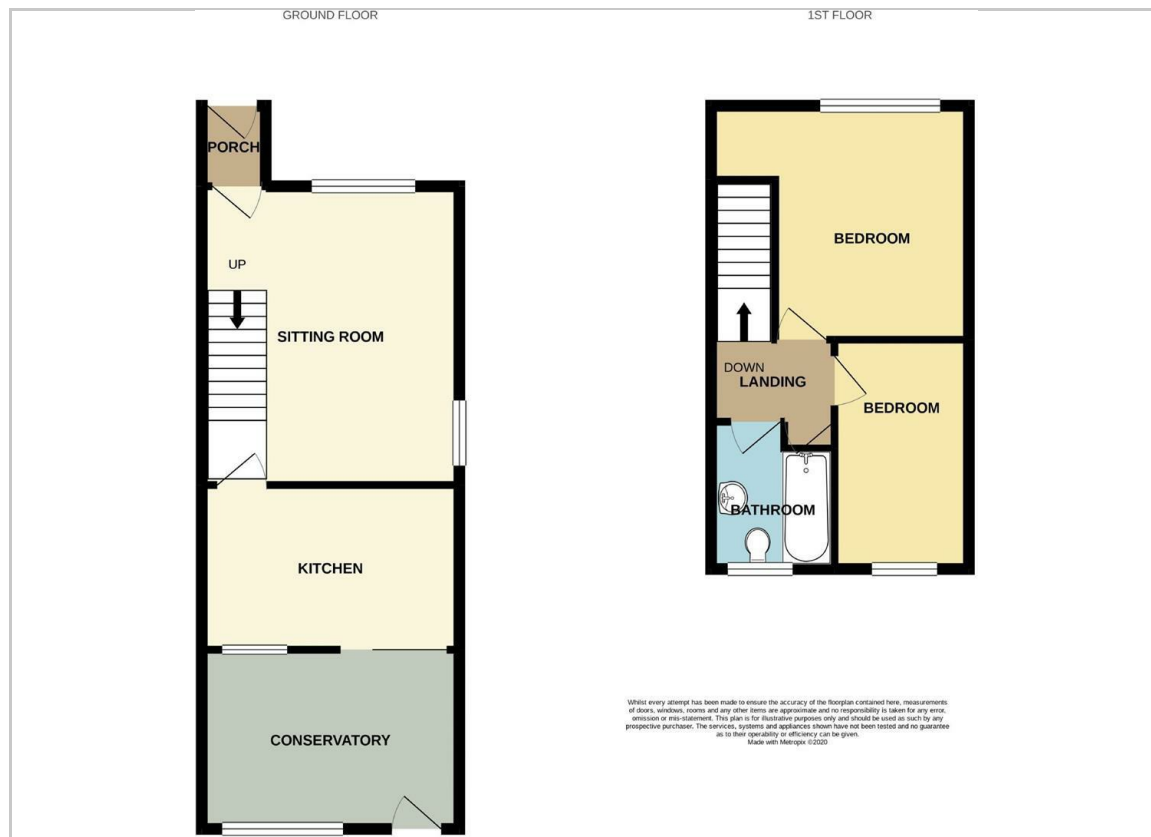 GROUND FLOOR
1ST FLOOR
PORCH
UP
SITTING ROOM
KITCHEN
CONSERVATORY
BEDROOM
DOWN
LANDING
BEDROOM
BATHROOM
Whilst every attempt has been made to ensure the accuracy of the floorplan contained here, measurements
of doors, windows, rooms and any other items are approximate and no responsibility is taken for any error,
omission or mis-statement. This plan is for illustrative purposes only and should be used as such by any
prospective purchaser. The services, systems and appliances shown have not been tested and no guarantee
as to their operability or efficiency can be given.
Made with Metropix ©2020